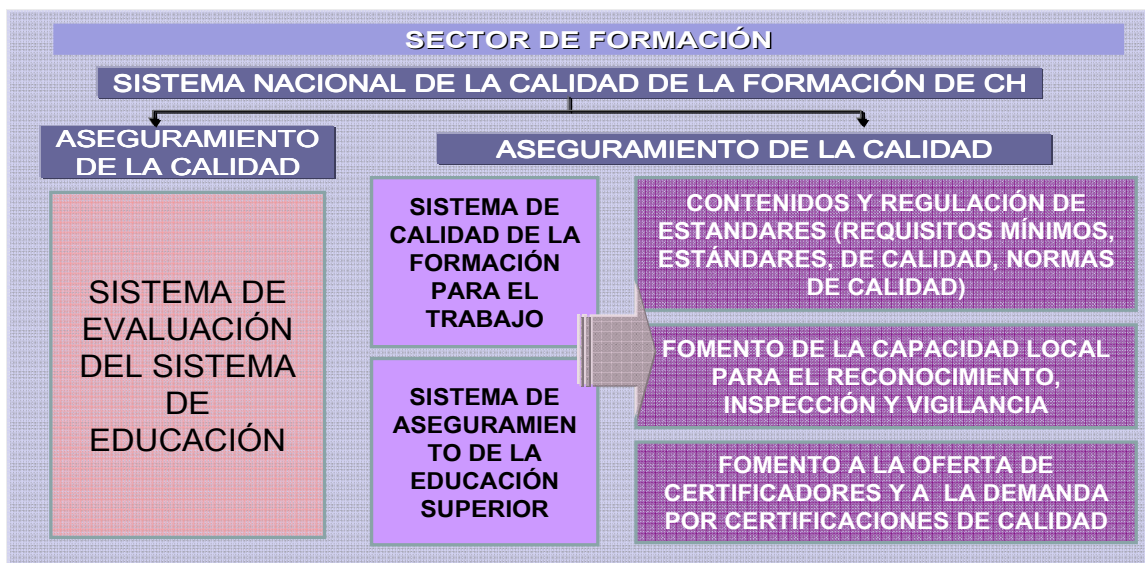 SECTOR DE FORMACIÓN
SISTEMA NACIONAL DE LA CALIDAD DE LA FORMACIÓN DE CH
ASEGURAMIENTO
DE LA CALIDAD
ASEGURAMIENTO DE LA CALIDAD
SISTEMA DE
EVALUACIÓN
DEL SISTEMA
DE
EDUCACIÓN
SISTEMA DE
CALIDAD DE LA
FORMACIÓN
PARA EL
TRABAJO
SISTEMA DE
ASEGURAMIEN
TO DE LA
EDUCACIÓN
SUPERIOR
CONTENIDOS Y REGULACIÓN DE
ESTANDARES (REQUISITOS MÍNIMOS,
ESTÁNDARES, DE CALIDAD, NORMAS
DE CALIDAD)
FOMENTO DE LA CAPACIDAD LOCAL
PARA EL RECONOCIMIENTO,
INSPECCIÓN Y VIGILANCIA
FOMENTO A LA OFERTA DE
CERTIFICADORES Y A LA DEMANDA
POR CERTIFICACIONES DE CALIDAD